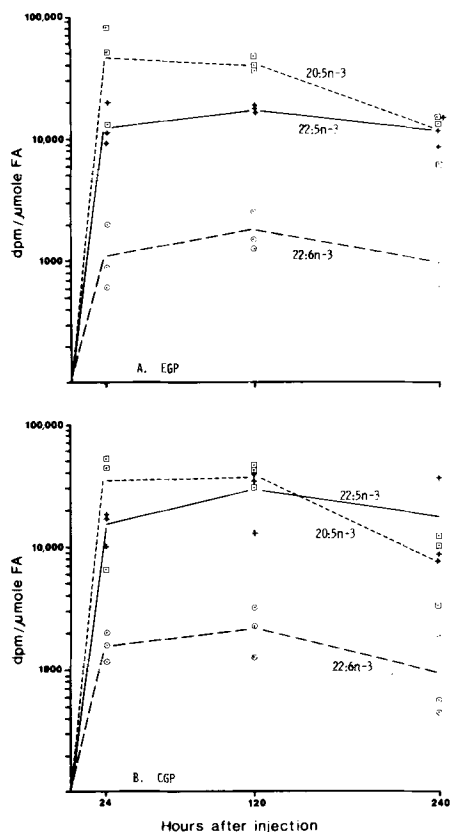 100,000
20:5n-3
10,000
22:5n-3
dpm/μmole FA
1000
22:6n-3
A. EGP
100,000
22:5n-3
10,000
20:5n-3
dpm/μmole FA
1000
22:6n-3
B. CGP
24
120
240
Hours after injection